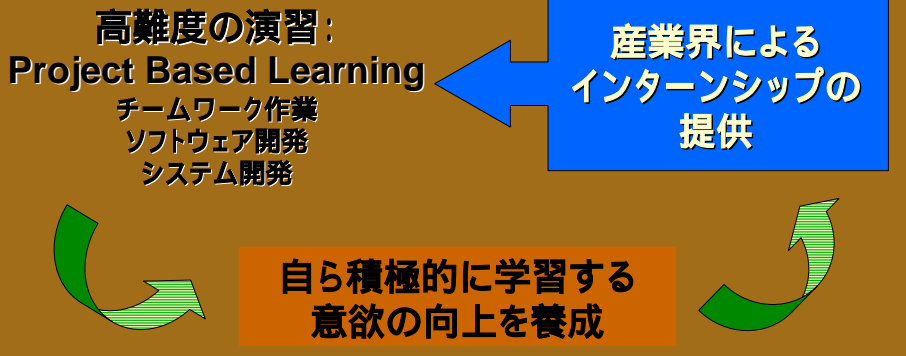 高難度の演習：
Project Based Learning
チームワーク作業
ソフトウェア開発
システム開発
産業界による
インターンシップの
提供
自ら積極的に学習する
意欲の向上を養成